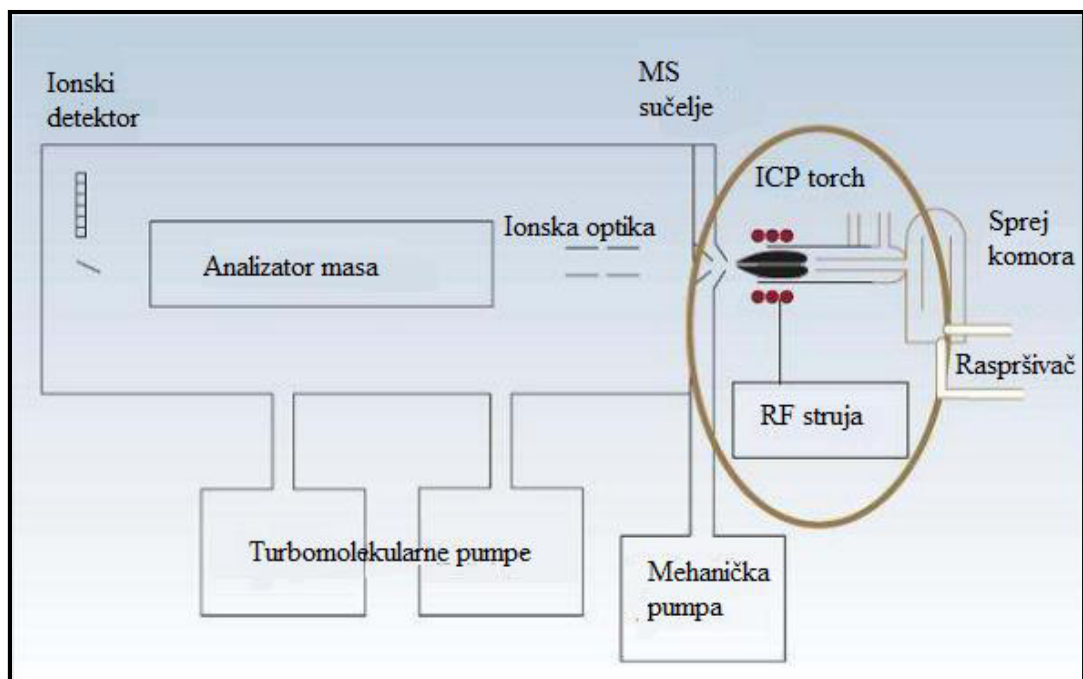 Ionski
detektor
MS
sučelje
ICP torch
Sprej
komora
Ionska optika
Analizator masa
Raspršivač
RF struja
Turbomolekularne pumpe
Mehanička
pumpa